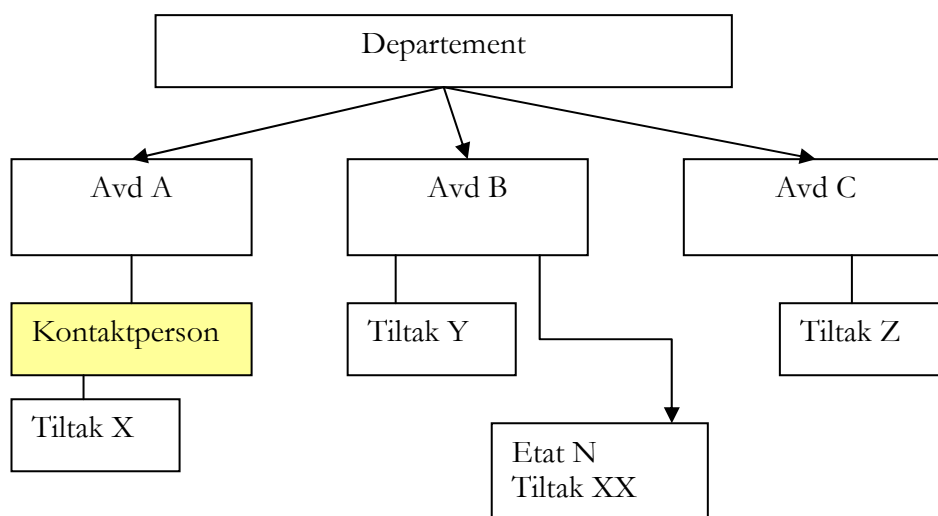 Departement
Avd A
Avd B
Avd C
Kontaktperson
Tiltak Y
Tiltak Z
Tiltak X
Etat N
Tiltak XX